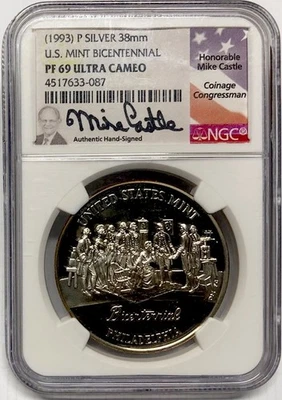 (1993) P SILVER 38mm
U.S. MINT BICENTENNIAL
PF 69 ULTRA CAMEO
4517633-087
Mike Castle
Authentic Hand-Signed
Honorable
Mike Castle
Coinage
Congressman
NGC
UNITED STATES MINT
Bicentennial
PHILADELPHIA